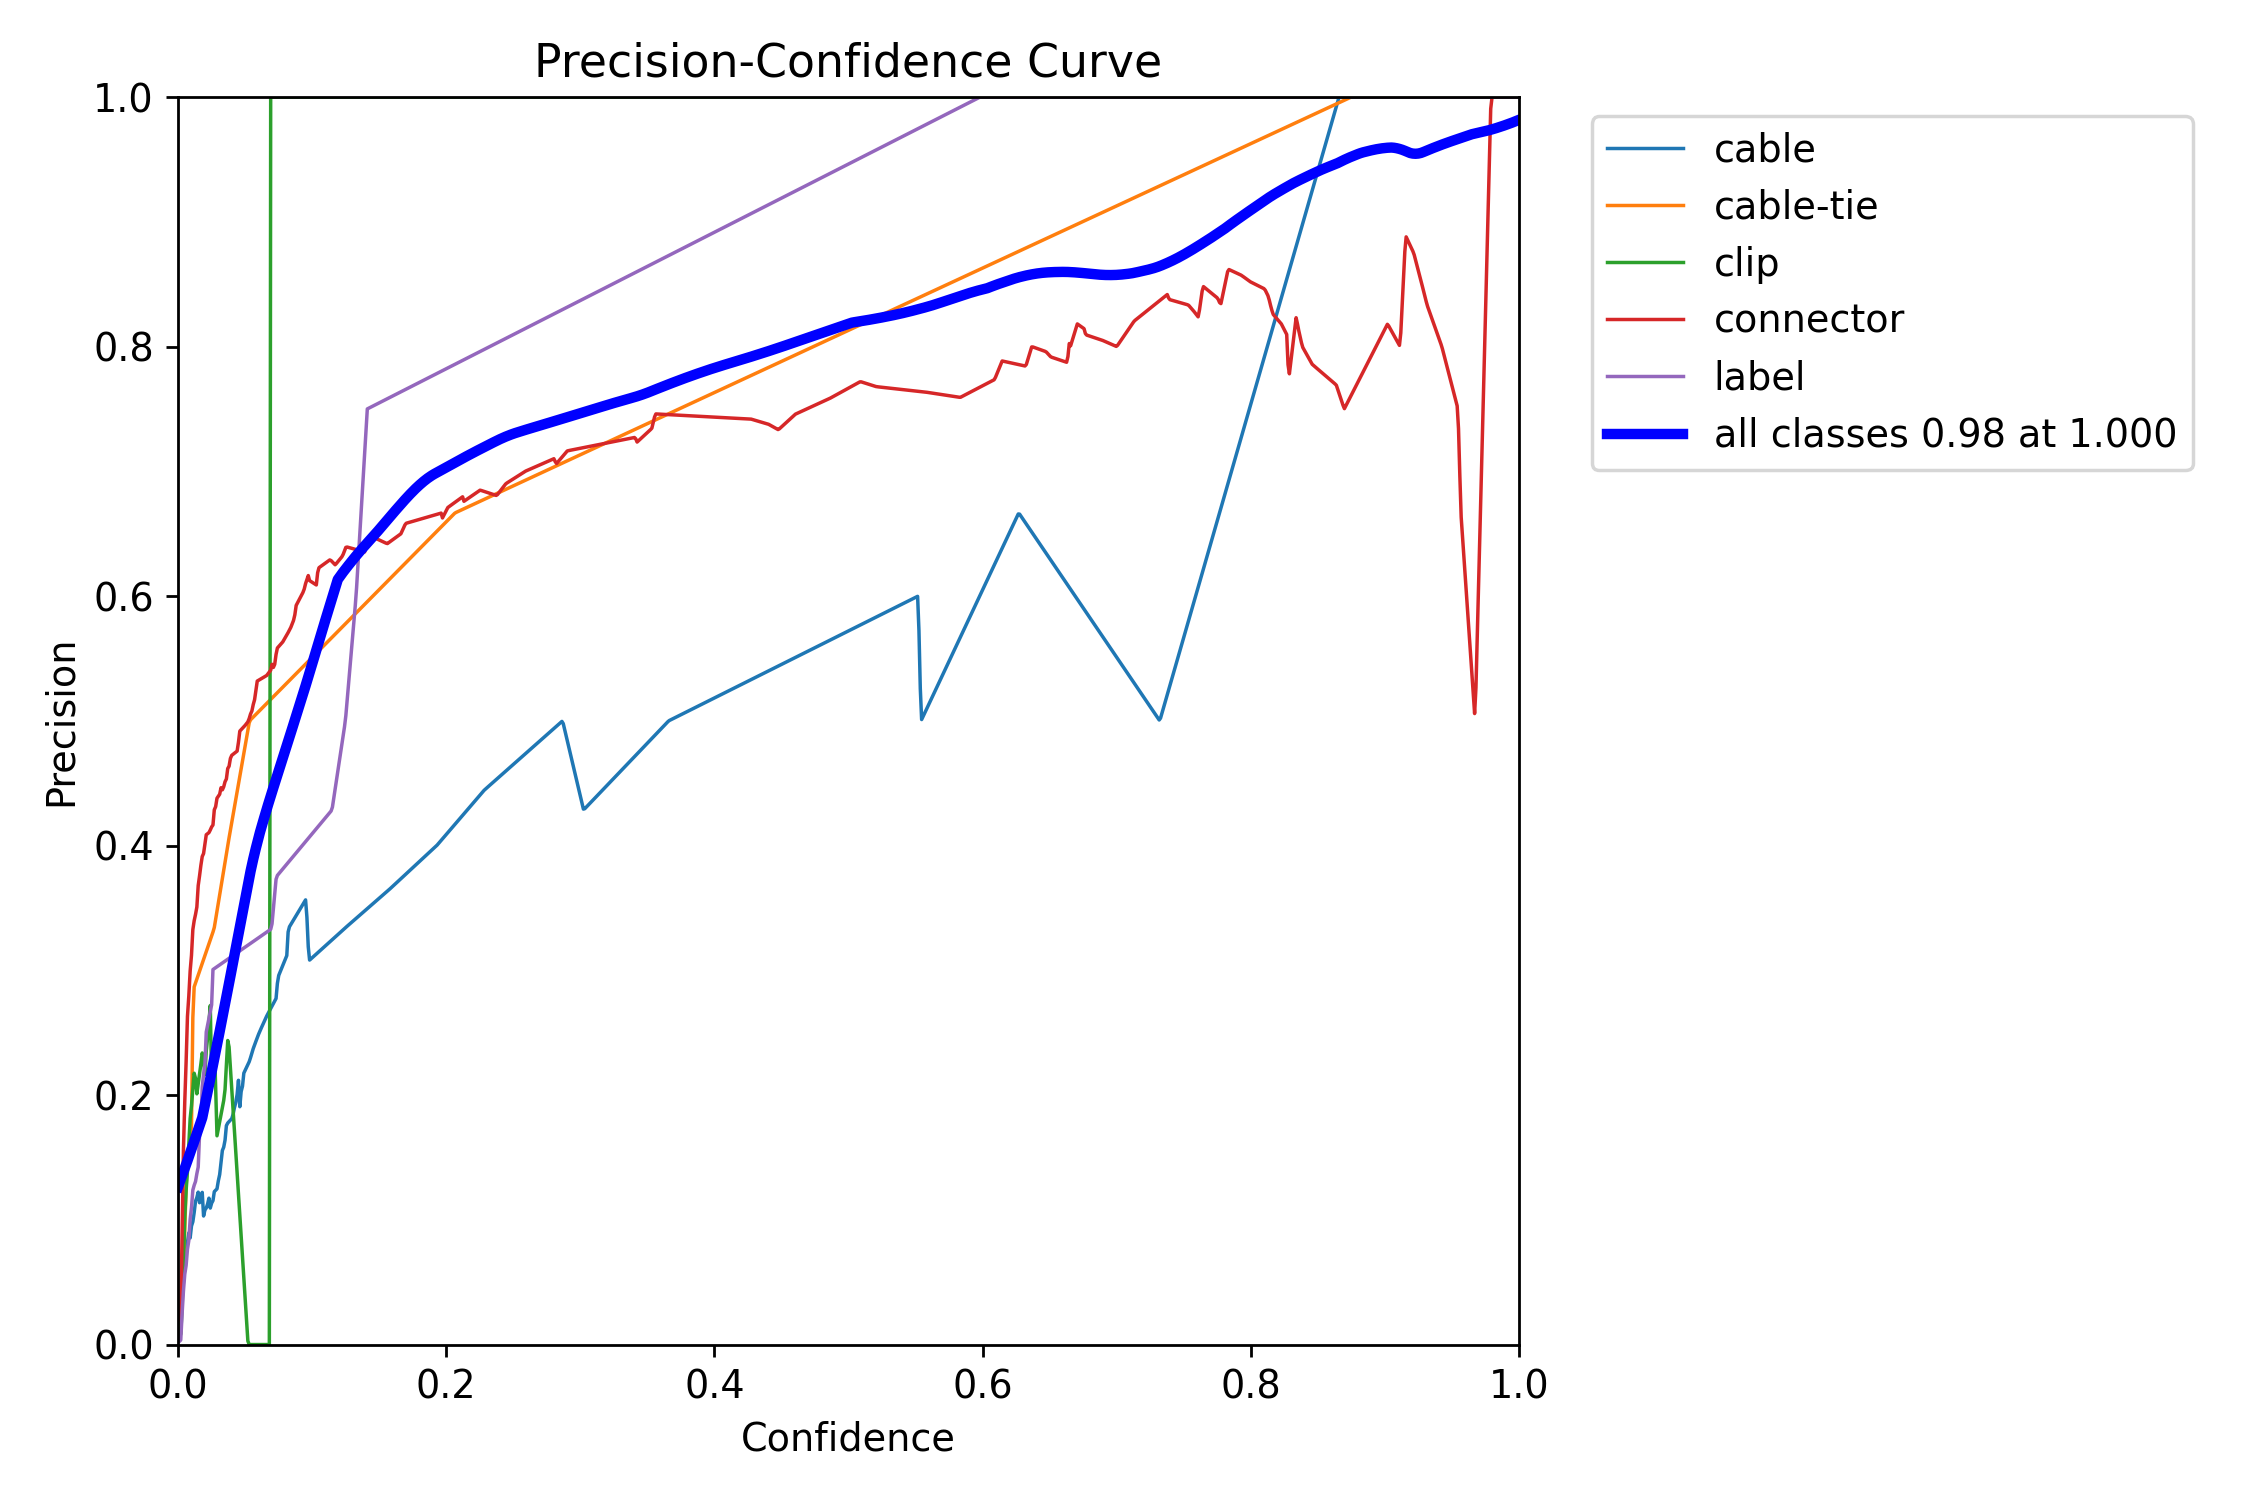 Precision-Confidence Curve
1.0
0.8
0.6
0.4
0.2
0.0
Precision
0.0 0.2 0.4 0.6 0.8 1.0
Confidence
cable
cable-tie
clip
connector
label
all classes 0.98 at 1.000